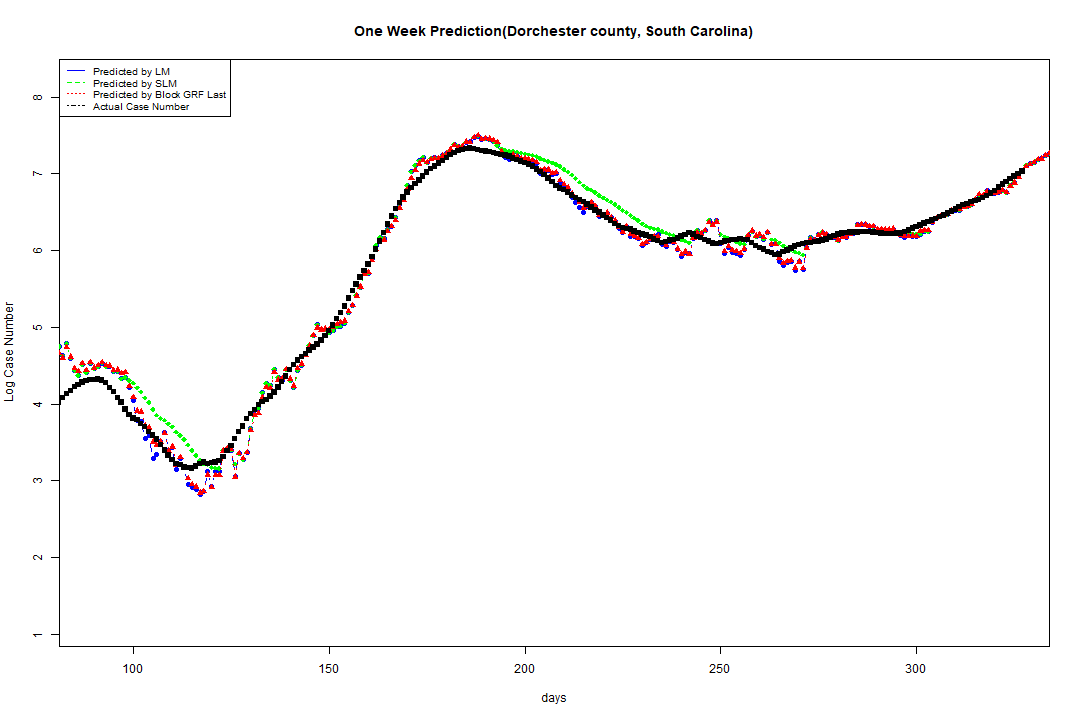 One Week Prediction(Dorchester county, South Carolina)
Predicted by LM
Predicted by SLM
Predicted by Block GRF Last
Actual Case Number
8
7
6
5
4
3
2
1
Log Case Number
100 150 200 250 300
days